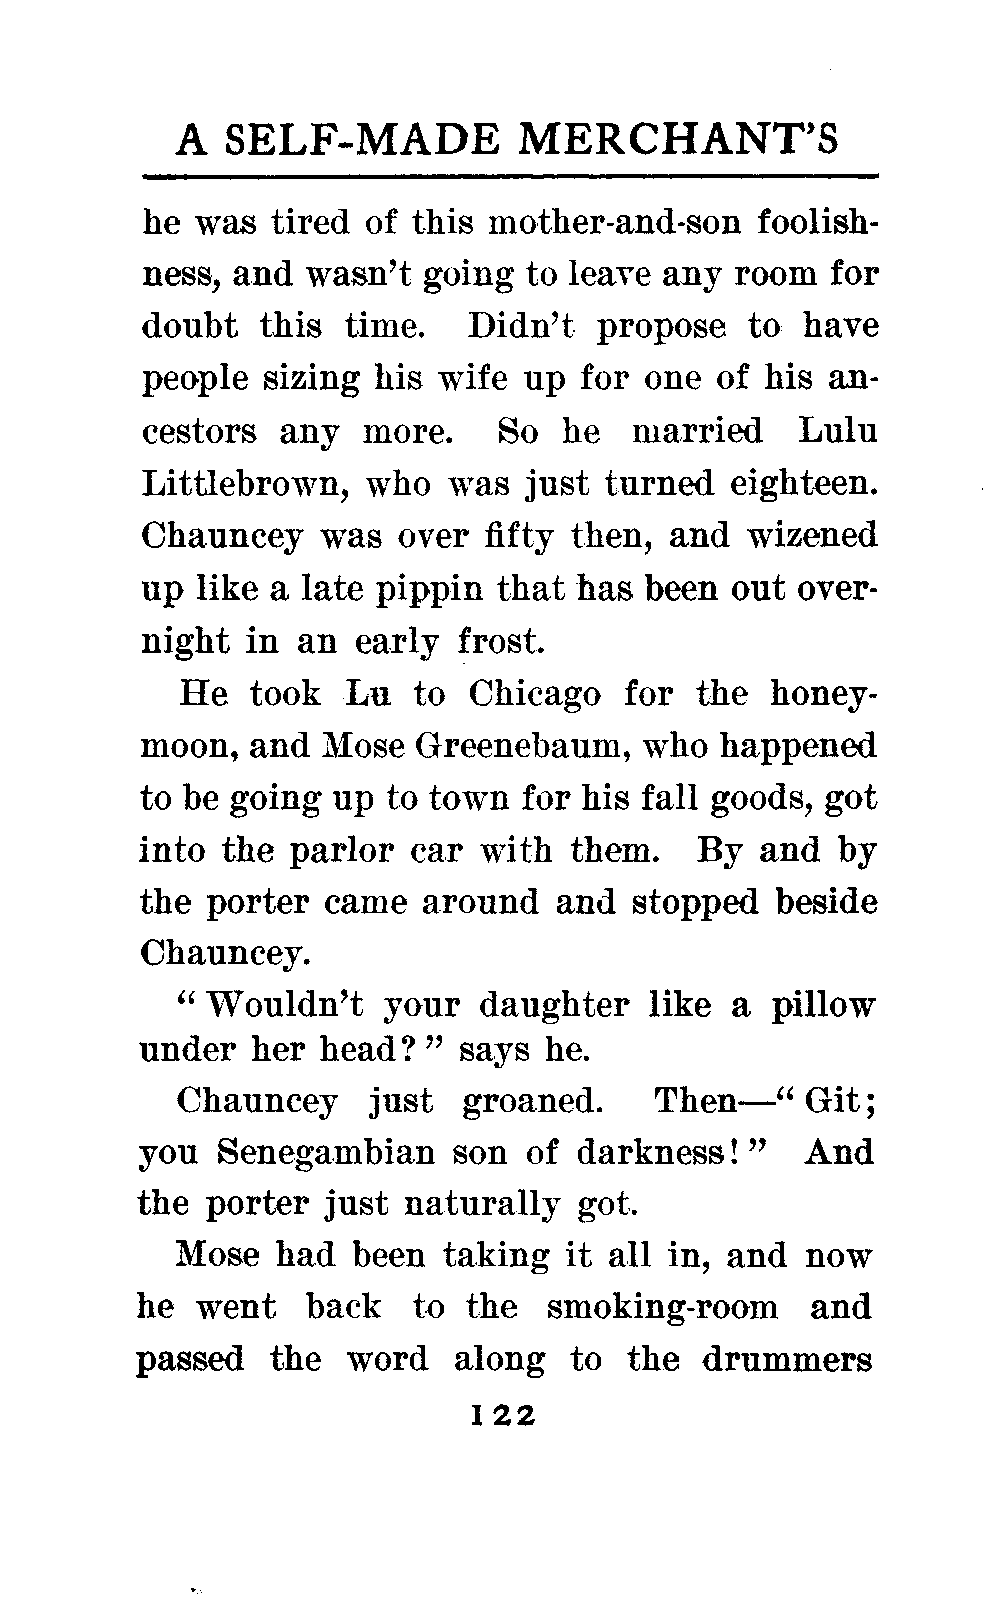 A SELF-MADE MERCHANT'S
he was tired of this mother-and-son foolish-
ness, and wasn't going to leave any room for
doubt this time. Didn't propose to have
people sizing his wife up for one of his an-
cestors any more. So he married Lulu
Littlebrown, who was just turned eighteen.
Chauncey was over fifty then, and wizened
up like a late pippin that has been out over-
night in an early frost.
He took Lu to Chicago for the honey-
moon, and Mose Greenebaum, who happened
to be going up to town for his fall goods, got
into the parlor car with them. By and by
the porter came around and stopped beside
Chauncey.
“Wouldn't your daughter like a pillow
under her head?” says he.
Chauncey just groaned. Then—“Git;
you Senegambian son of darkness!” And
the porter just naturally got.
Mose had been taking it all in, and now
he went back to the smoking-room and
passed the word along to the drummers
122